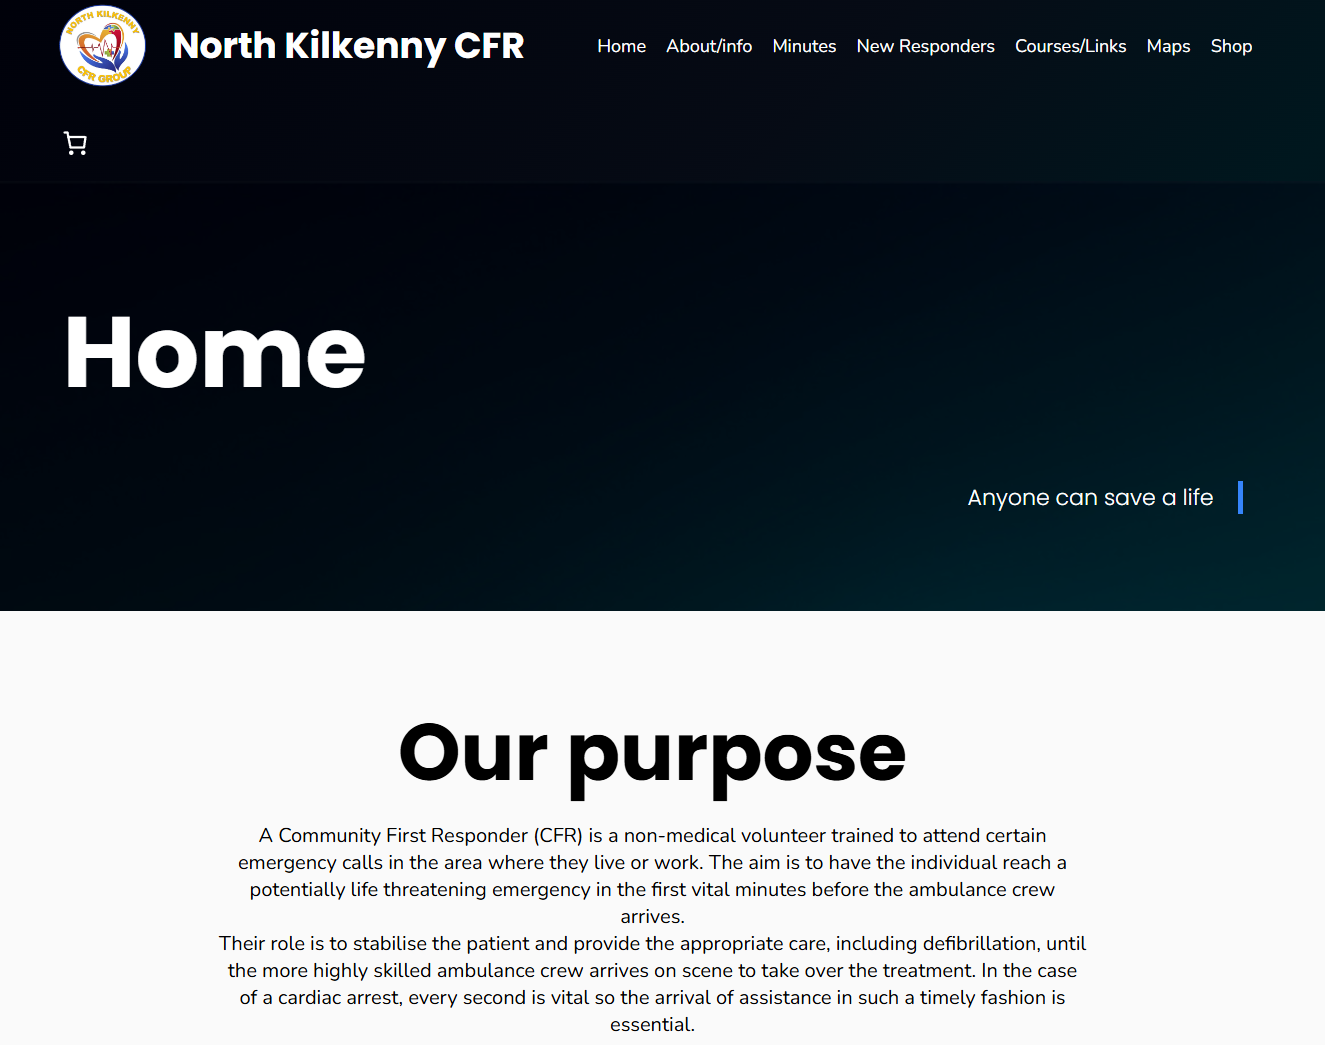 NORTH KILKENNY
CFR GROUP
North Kilkenny CFR
Home About/info Minutes New Responders Courses/Links Maps Shop
Home
Anyone can save a life
Our purpose
A Community First Responder (CFR) is a non-medical volunteer trained to attend certain
emergency calls in the area where they live or work. The aim is to have the individual reach a
potentially life threatening emergency in the first vital minutes before the ambulance crew
arrives.
Their role is to stabilise the patient and provide the appropriate care, including defibrillation, until
the more highly skilled ambulance crew arrives on scene to take over the treatment. In the case
of a cardiac arrest, every second is vital so the arrival of assistance in such a timely fashion is
essential.